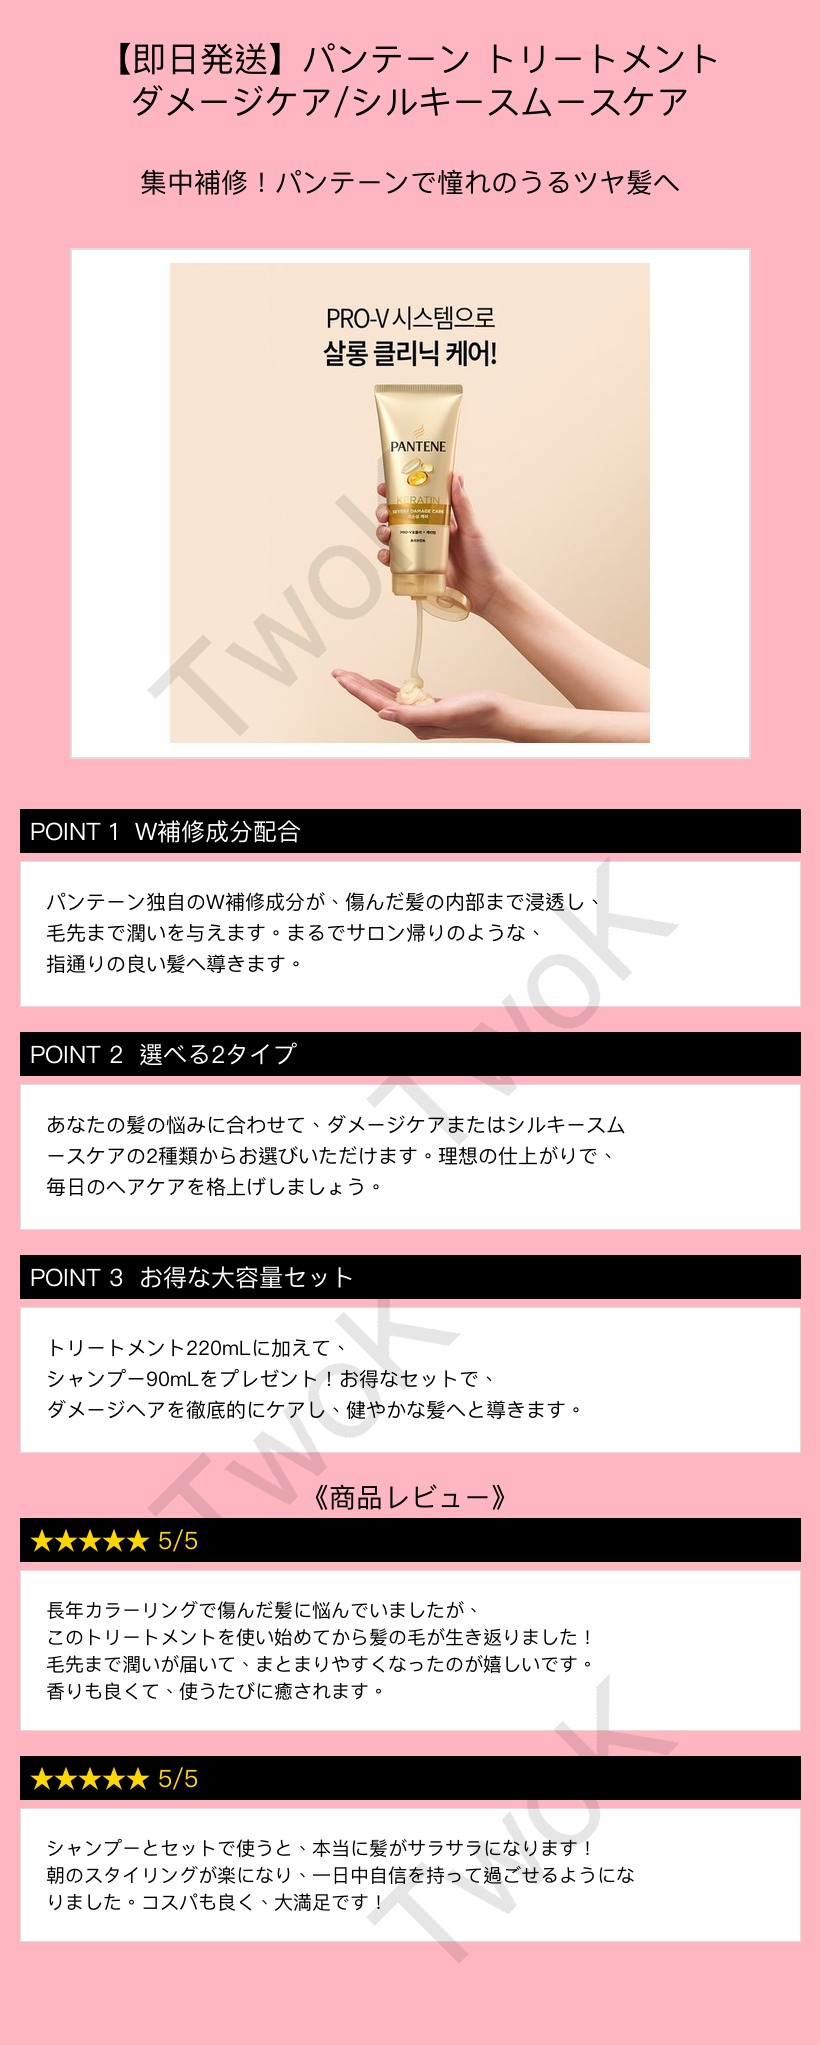 【即日発送】パンテーン トリートメント
ダメージケア/シルキースムースケア
集中補修！パンテーンで憧れのうるツヤ髪へ
PRO-V 시스템으로
살롱 클리닉 케어!
PANTENE
KERATIN
SEVERE DAMAGE CARE
TwoK
POINT 1 W補修成分配合
パンテーン独自のW補修成分が、傷んだ髪の内部まで浸透し、
毛先まで潤いを与えます。まるでサロン帰りのような、
指通りの良い髪へ導きます。
TwoK
POINT 2 選べる2タイプ
あなたの髪の悩みに合わせて、ダメージケアまたはシルキースム
ースケアの2種類からお選びいただけます。理想の仕上がりで、
毎日のヘアケアを格上げしましょう。
POINT 3 お得な大容量セット
トリートメント220mLに加えて、
シャンプー90mLをプレゼント！お得なセットで、
ダメージヘアを徹底的にケアし、健やかな髪へと導きます。
TwoK
《商品レビュー》
★★★★★ 5/5
長年カラーリングで傷んだ髪に悩んでいましたが、
このトリートメントを使い始めてから髪の毛が生き返りました！
毛先まで潤いが届いて、まとまりやすくなったのが嬉しいです。
香りも良くて、使うたびに癒されます。
★★★★★ 5/5
シャンプーとセットで使うと、本当に髪がサラサラになります！
朝のスタイリングが楽になり、一日中自信を持って過ごせるようにな
りました。コスパも良く、大満足です！
TwoK